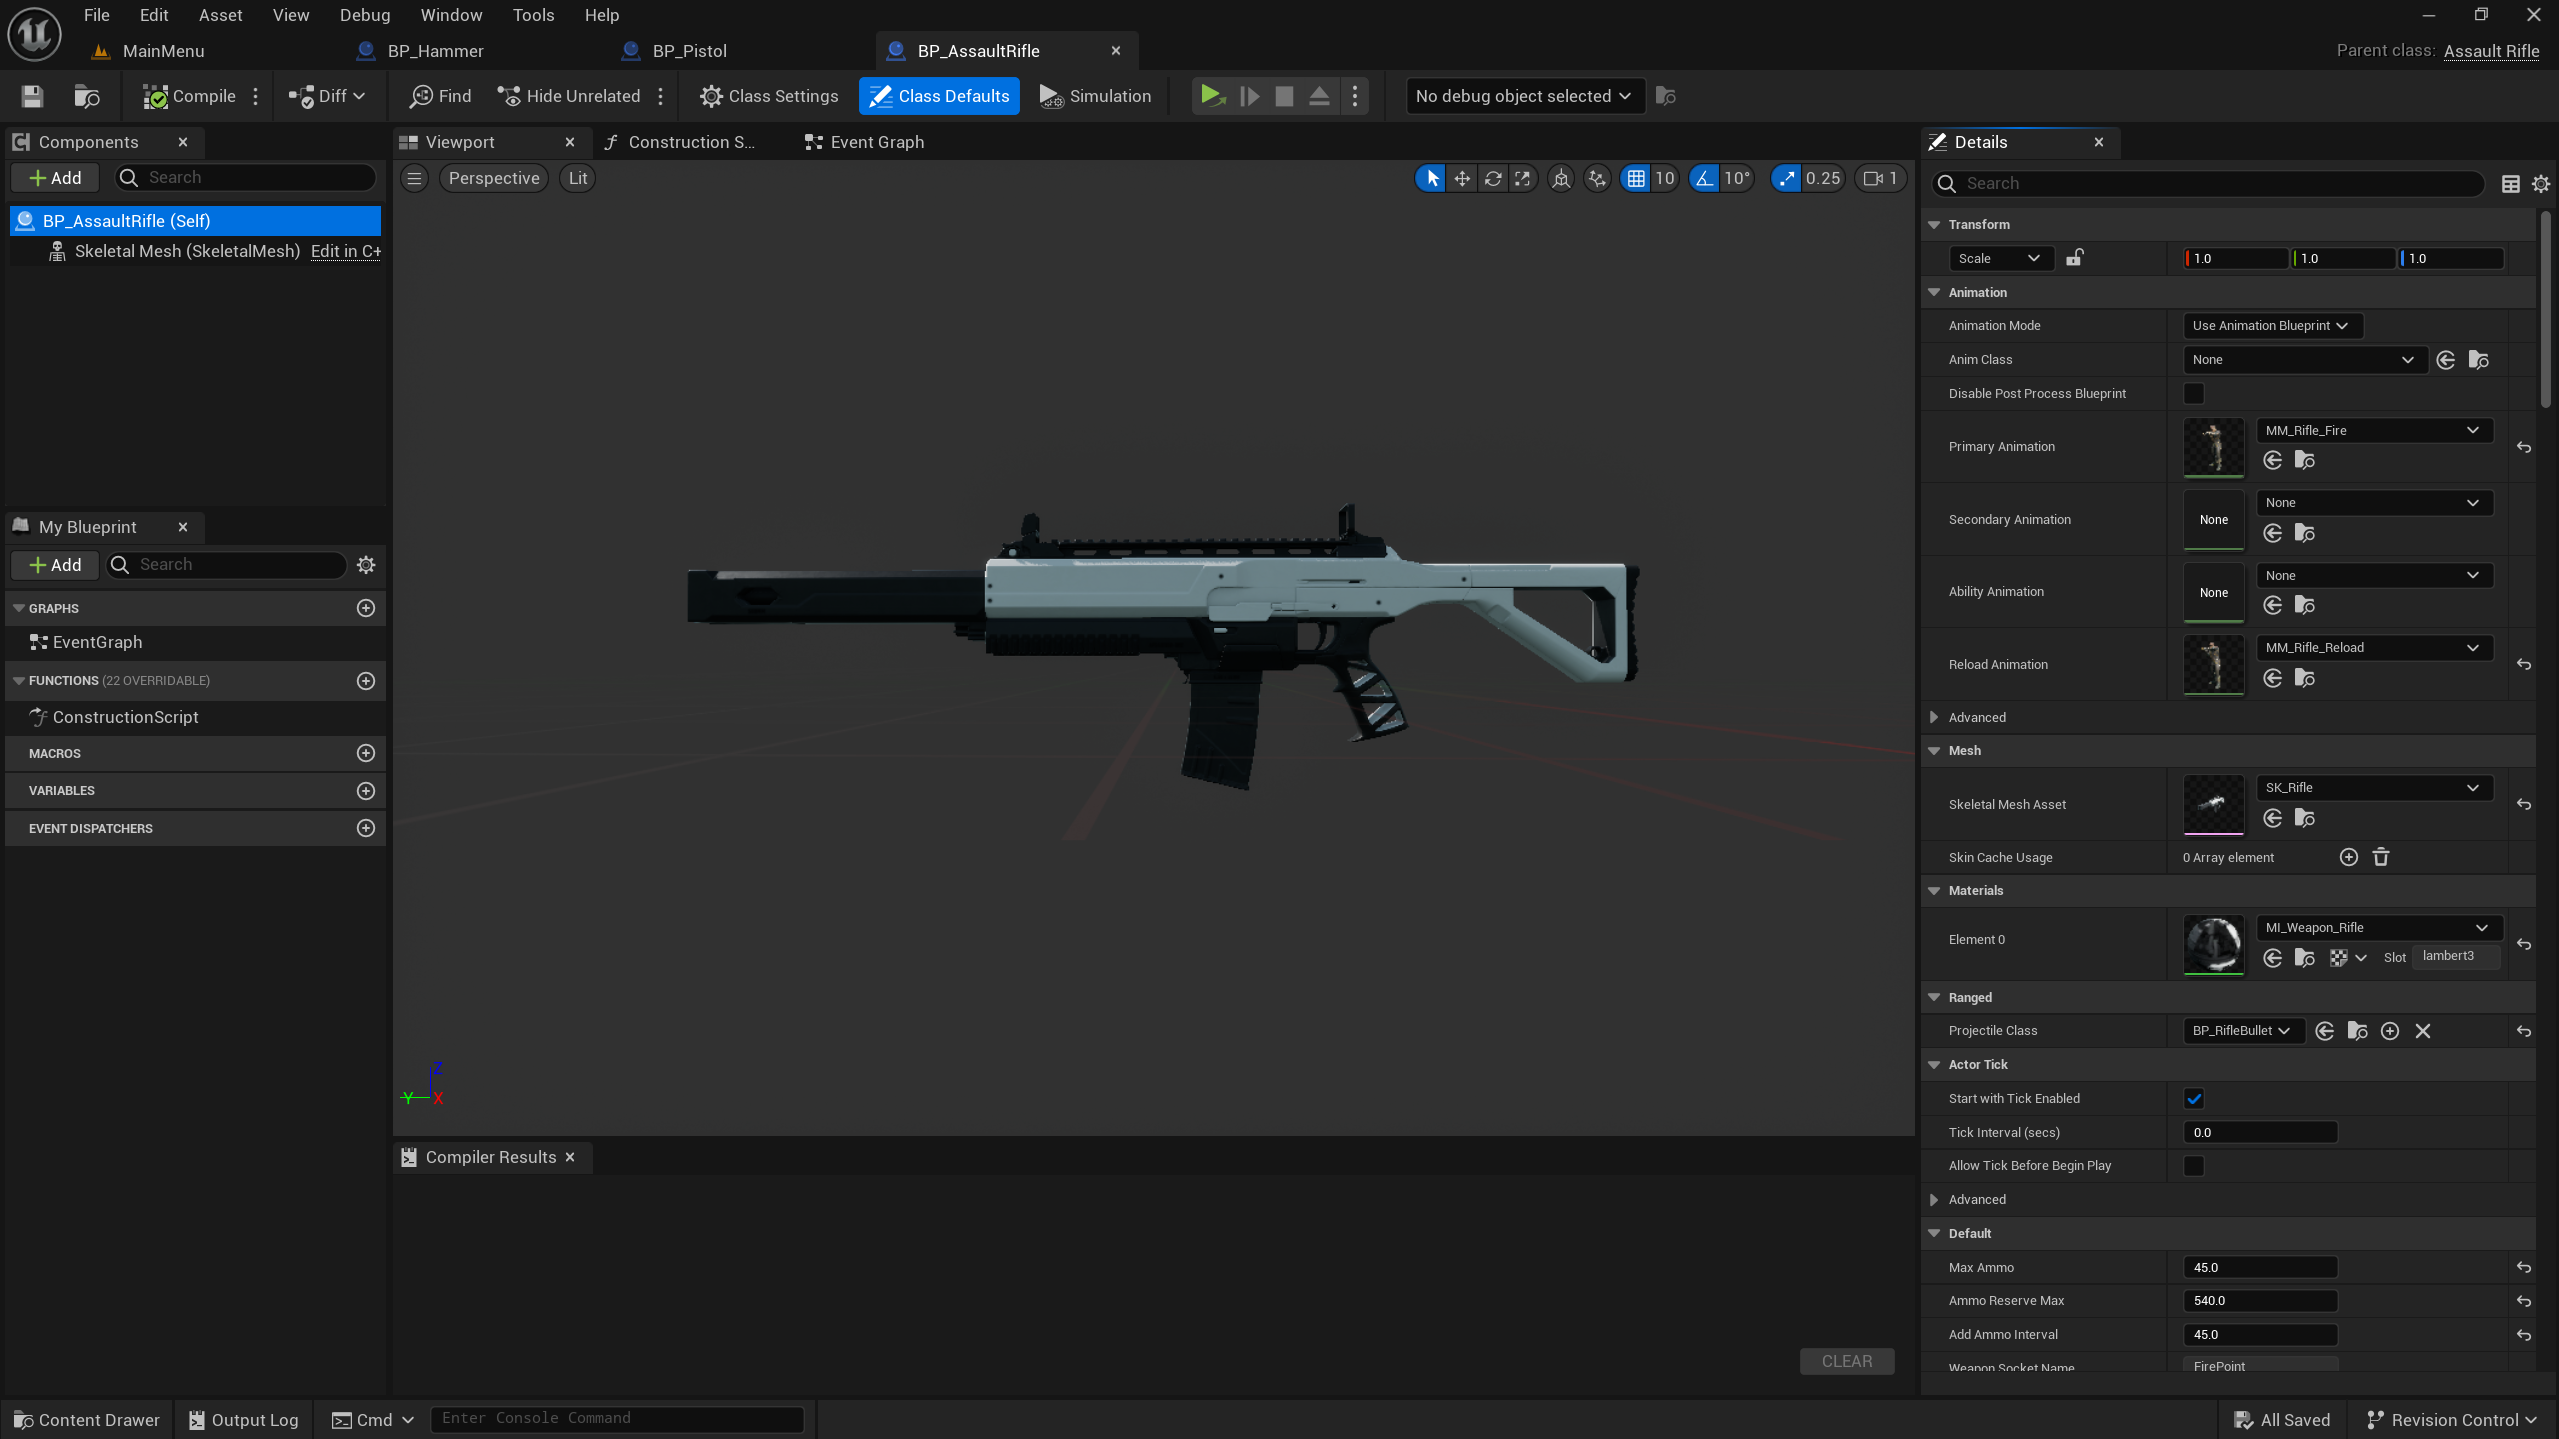 File Edit Asset View Debug Window Tools Help
MainMenu BP_Hammer BP_Pistol BP_AssaultRifle Parent class: Assault Rifle
Compile Diff Find Hide Unrelated Class Settings Class Defaults Simulation No debug object selected
Components
Add Search
BP_AssaultRifle (Self)
Skeletal Mesh (SkeletalMesh) Edit in C+
My Blueprint
Add Search
GRAPHS
EventGraph
FUNCTIONS (22 OVERRIDABLE)
ConstructionScript
MACROS
VARIABLES
EVENT DISPATCHERS
Viewport Construction S... Event Graph
Perspective Lit 10 10° 0.25 1
Z
Y X
Compiler Results
CLEAR
Details
Search
Transform
Scale 1.0 1.0 1.0
Animation
Animation Mode Use Animation Blueprint
Anim Class None
Disable Post Process Blueprint
Primary Animation MM_Rifle_Fire
Secondary Animation None None
Ability Animation None None
Reload Animation MM_Rifle_Reload
Advanced
Mesh
Skeletal Mesh Asset SK_Rifle
Skin Cache Usage 0 Array element
Materials
Element 0 MI_Weapon_Rifle
Slot lambert3
Ranged
Projectile Class BP_RifleBullet
Actor Tick
Start with Tick Enabled
Tick Interval (secs) 0.0
Allow Tick Before Begin Play
Advanced
Default
Max Ammo 45.0
Ammo Reserve Max 540.0
Add Ammo Interval 45.0
Weapon Socket Name FirePoint
Content Drawer Output Log Cmd Enter Console Command All Saved Revision Control